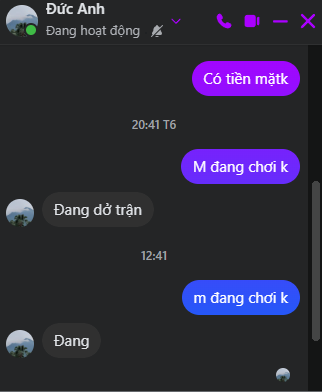 Đức Anh
Đang hoạt động
Có tiền mặtk
20:41 T6
M đang chơi k
Đang dở trận
12:41
m đang chơi k
Đang